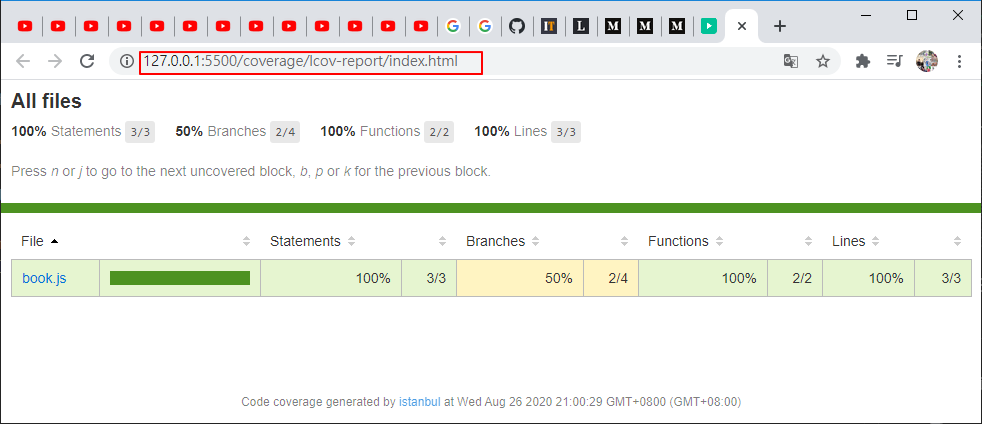 127.0.0.1:5500/coverage/lcov-report/index.html
All files
100% Statements 3/3 50% Branches 2/4 100% Functions 2/2 100% Lines 3/3
Press n or j to go to the next uncovered block, b, p or k for the previous block.
File Statements Branches Functions Lines
book.js 100% 3/3 50% 2/4 100% 2/2 100% 3/3
Code coverage generated by istanbul at Wed Aug 26 2020 21:00:29 GMT+0800 (GMT+08:00)